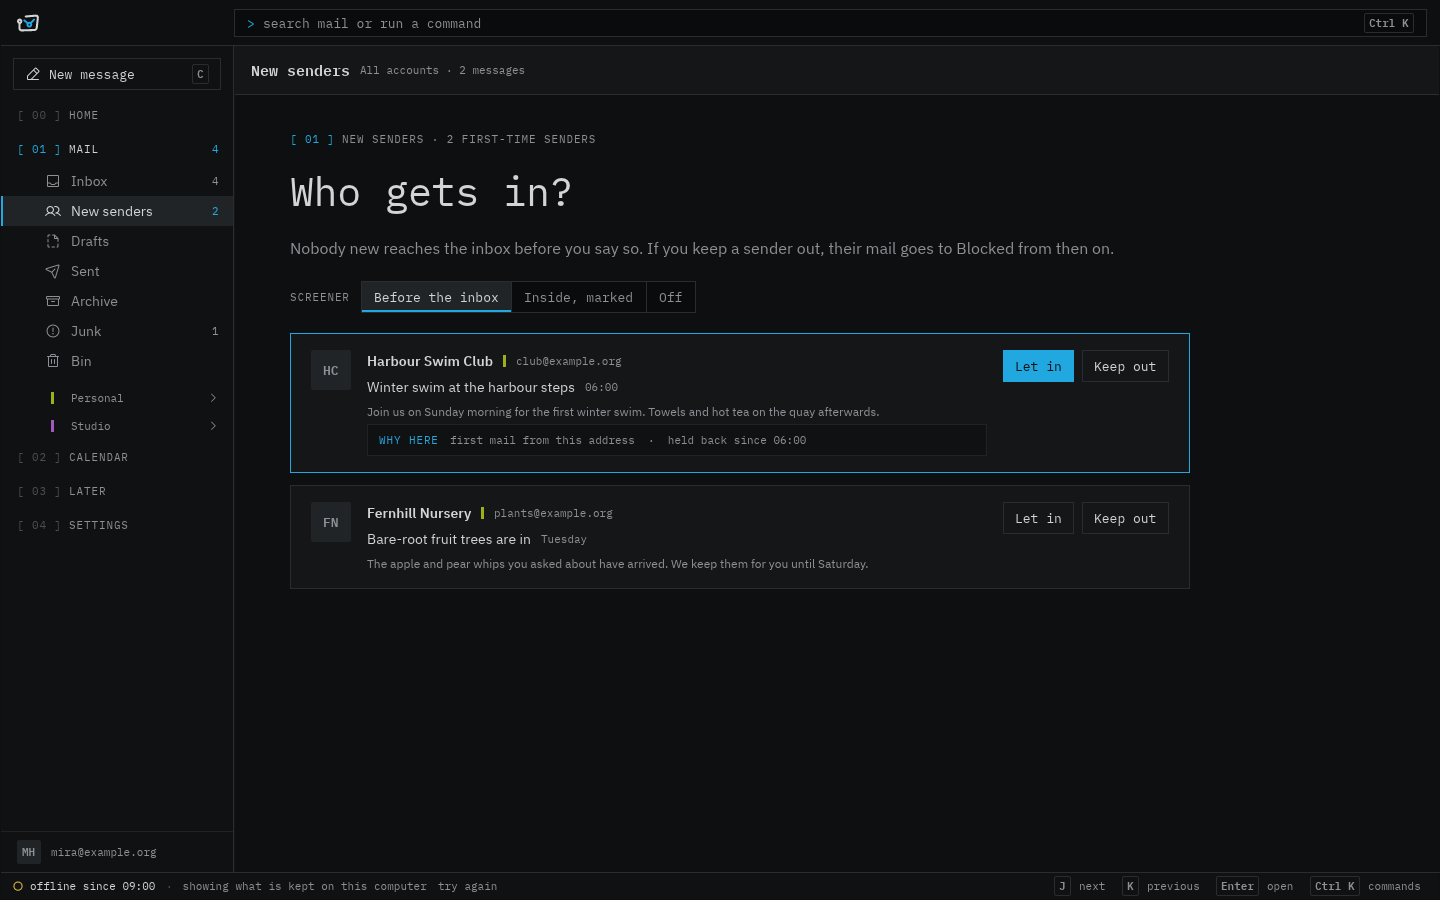 > search mail or run a command Ctrl K
New message C
New senders All accounts · 2 messages
[ 00 ] HOME
[ 01 ] MAIL 4
Inbox 4
New senders 2
Drafts
Sent
Archive
Junk 1
Bin
Personal
Studio
[ 02 ] CALENDAR
[ 03 ] LATER
[ 04 ] SETTINGS
MH mira@example.org
[ 01 ] NEW SENDERS · 2 FIRST-TIME SENDERS
Who gets in?
Nobody new reaches the inbox before you say so. If you keep a sender out, their mail goes to Blocked from then on.
SCREENER Before the inbox Inside, marked Off
HC Harbour Swim Club club@example.org Let in Keep out
Winter swim at the harbour steps 06:00
Join us on Sunday morning for the first winter swim. Towels and hot tea on the quay afterwards.
WHY HERE first mail from this address · held back since 06:00
FN Fernhill Nursery plants@example.org Let in Keep out
Bare-root fruit trees are in Tuesday
The apple and pear whips you asked about have arrived. We keep them for you until Saturday.
offline since 09:00 · showing what is kept on this computer try again J next K previous Enter open Ctrl K commands